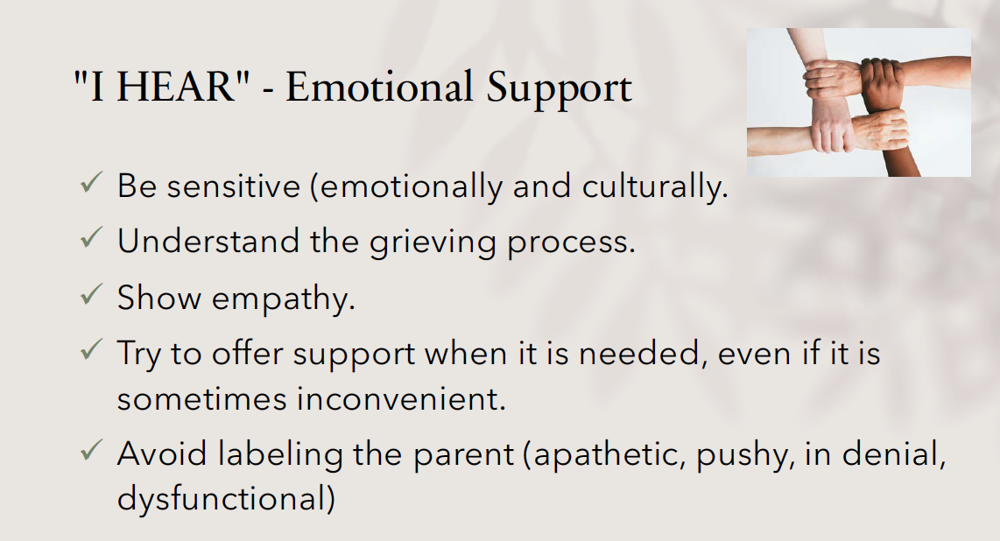 "I HEAR" - Emotional Support
✓ Be sensitive (emotionally and culturally.
✓ Understand the grieving process.
✓ Show empathy.
✓ Try to offer support when it is needed, even if it is
sometimes inconvenient.
✓ Avoid labeling the parent (apathetic, pushy, in denial,
dysfunctional)